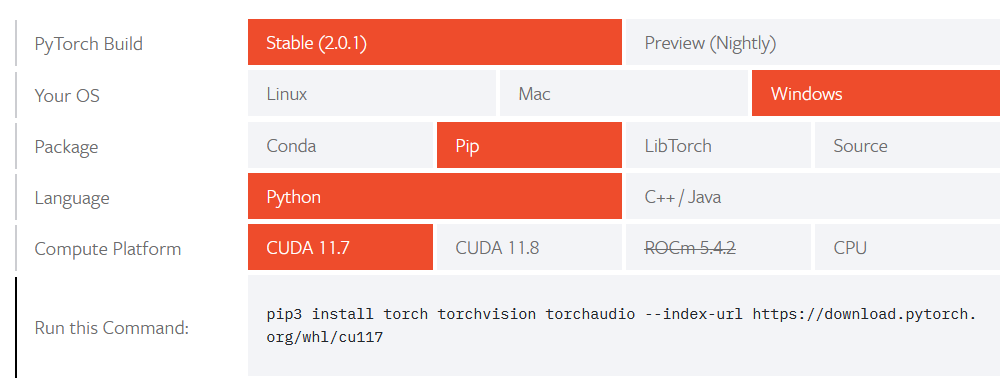 PyTorch Build
Stable (2.0.1)
Preview (Nightly)
Your OS
Linux
Mac
Windows
Package
Conda
Pip
LibTorch
Source
Language
Python
C++ / Java
Compute Platform
CUDA 11.7
CUDA 11.8
ROCm 5.4.2
CPU
Run this Command:
pip3 install torch torchvision torchaudio --index-url https://download.pytorch.
org/whl/cu117